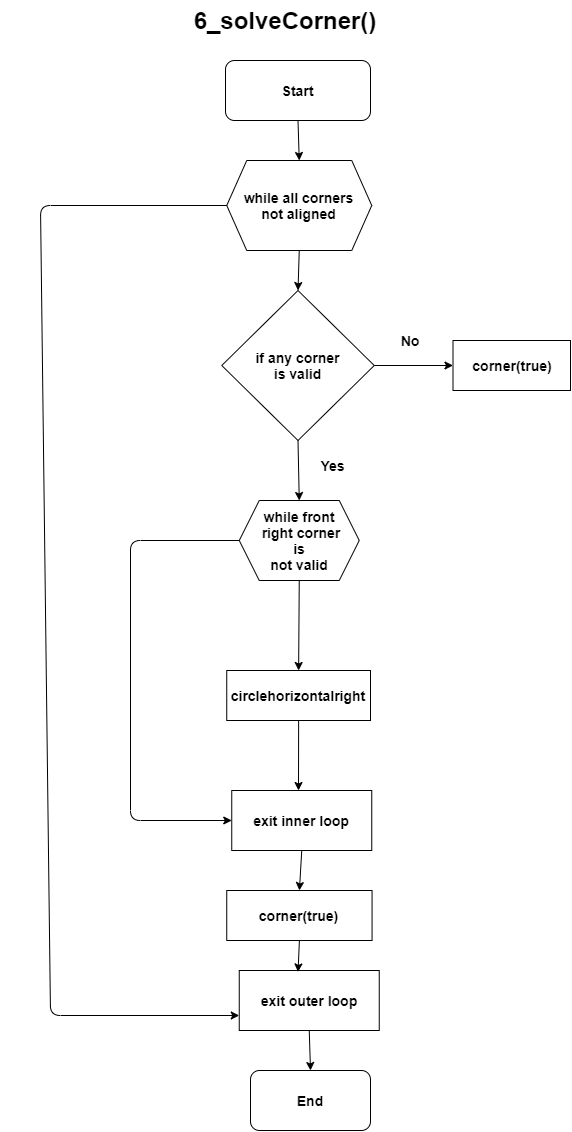 6_solveCorner()
Start
while all corners
not aligned
if any corner
is valid
No
corner(true)
Yes
while front
right corner
is
not valid
circlehorizontalright
exit inner loop
corner(true)
exit outer loop
End